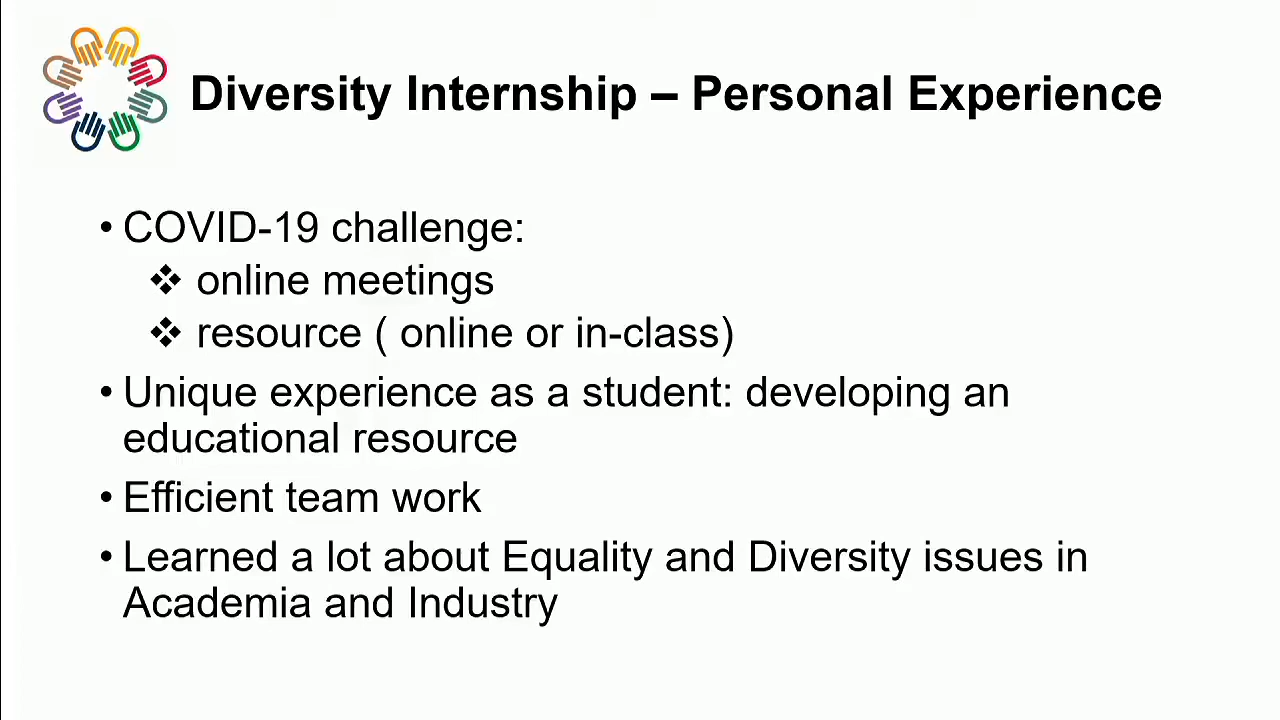 Diversity Internship – Personal Experience
• COVID-19 challenge:
❖ online meetings
❖ resource ( online or in-class)
• Unique experience as a student: developing an
educational resource
• Efficient team work
• Learned a lot about Equality and Diversity issues in
Academia and Industry